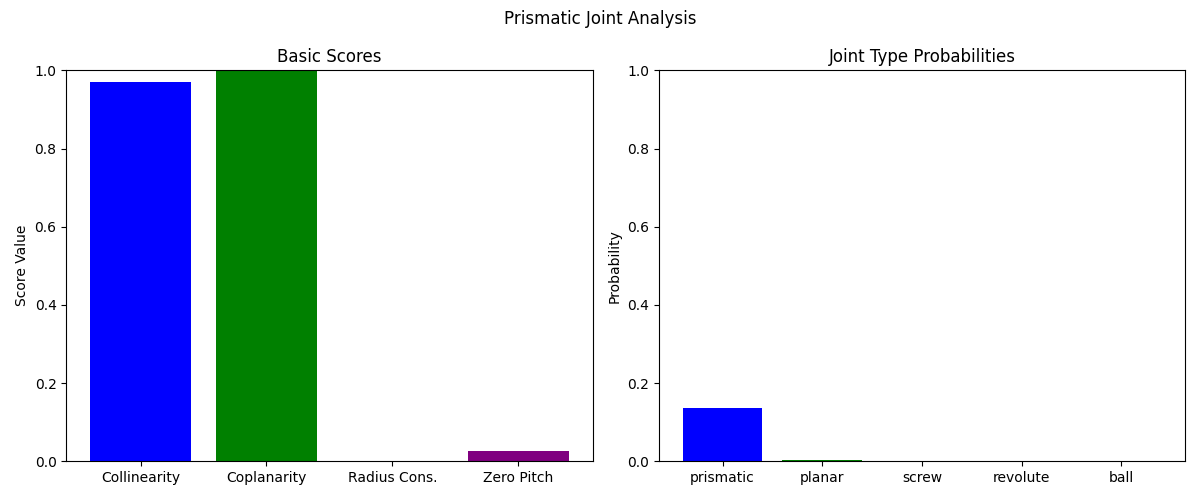 Prismatic Joint Analysis
Basic Scores
Score Value
1.0
0.8
0.6
0.4
0.2
0.0
Collinearity Coplanarity Radius Cons. Zero Pitch
Joint Type Probabilities
Probability
1.0
0.8
0.6
0.4
0.2
0.0
prismatic planar screw revolute ball